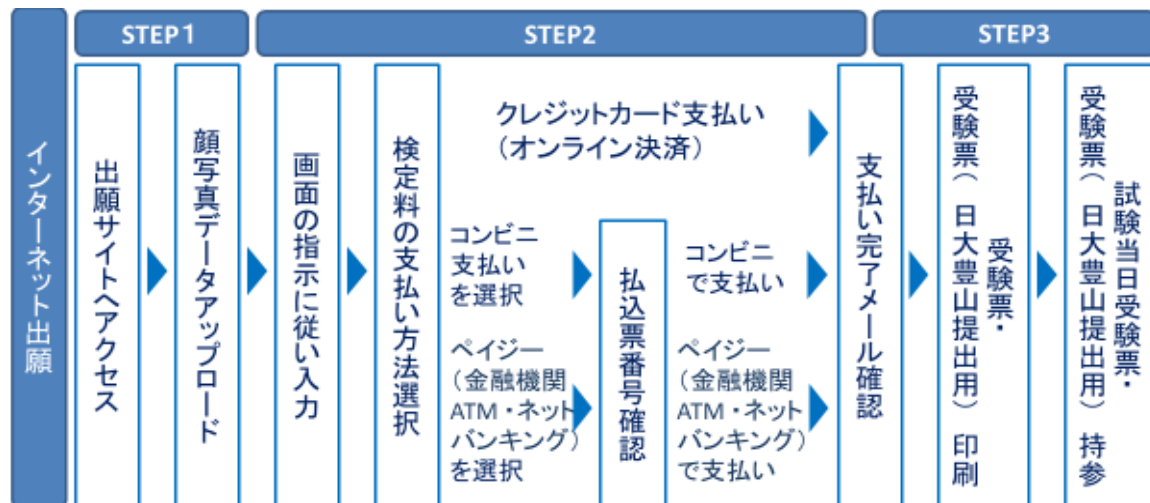 インターネット出願
STEP1
STEP2
STEP3
出願サイトへアクセス
顔写真データアップロード
画面の指示に従い入力
検定料の支払い方法選択
クレジットカード支払い
（オンライン決済）
コンビニ
支払い
を選択
ペイジー
（金融機関
ATM・ネット
バンキング）
を選択
払込票番号確認
コンビニ
で支払い
ペイジー
（金融機関
ATM・ネット
バンキング）
で支払い
支払い完了メール確認
受験票・
受験票（日大豊山提出用） 印刷
試験当日受験票・
受験票（日大豊山提出用） 持参